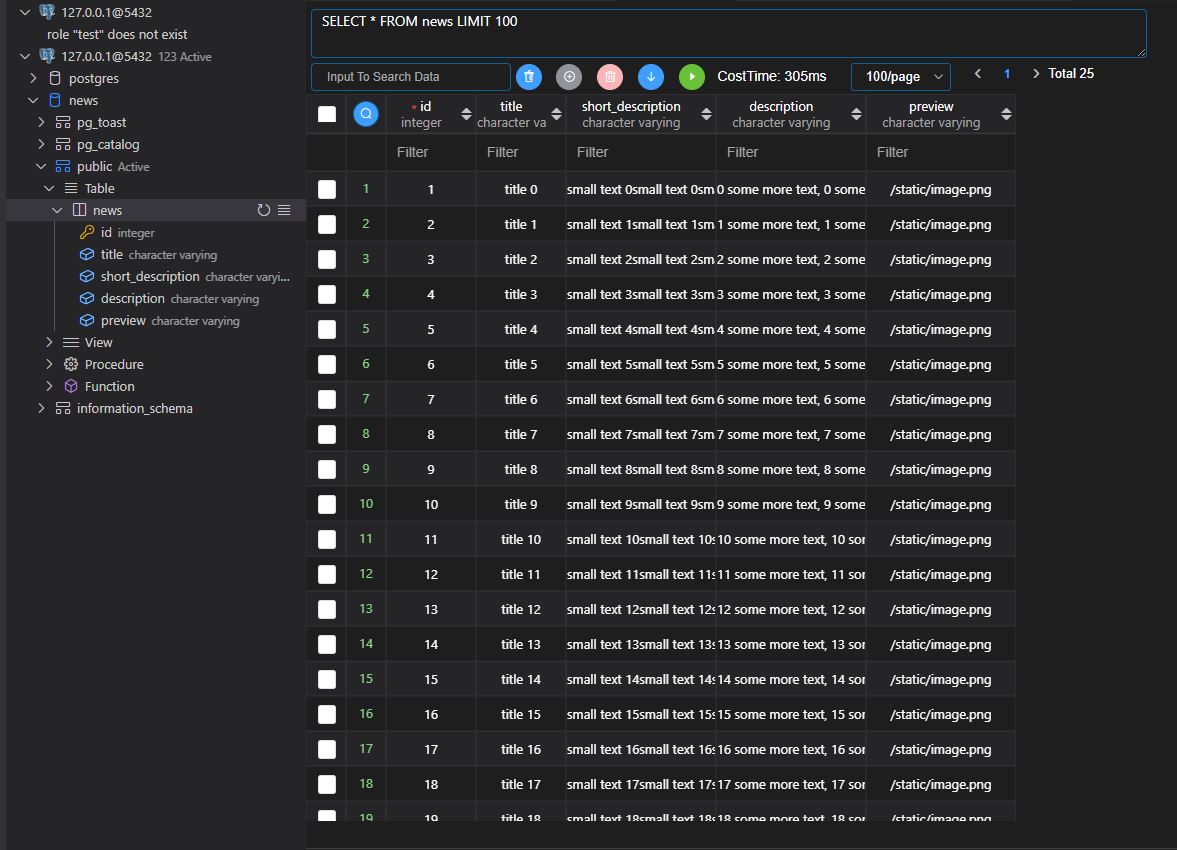 127.0.0.1@5432
role "test" does not exist
127.0.0.1@5432 123 Active
postgres
news
pg_toast
pg_catalog
public Active
Table
news
id integer
title character varying
short_description character varyi...
description character varying
preview character varying
View
Procedure
Function
information_schema
SELECT * FROM news LIMIT 100
Input To Search Data CostTime: 305ms 100/page 1 Total 25
* id title short_description description preview
integer character va character varying character varying character varying
Filter Filter Filter Filter Filter
1 1 title 0 small text 0small text 0sm 0 some more text, 0 some /static/image.png
2 2 title 1 small text 1small text 1sm 1 some more text, 1 some /static/image.png
3 3 title 2 small text 2small text 2sm 2 some more text, 2 some /static/image.png
4 4 title 3 small text 3small text 3sm 3 some more text, 3 some /static/image.png
5 5 title 4 small text 4small text 4sm 4 some more text, 4 some /static/image.png
6 6 title 5 small text 5small text 5sm 5 some more text, 5 some /static/image.png
7 7 title 6 small text 6small text 6sm 6 some more text, 6 some /static/image.png
8 8 title 7 small text 7small text 7sm 7 some more text, 7 some /static/image.png
9 9 title 8 small text 8small text 8sm 8 some more text, 8 some /static/image.png
10 10 title 9 small text 9small text 9sm 9 some more text, 9 some /static/image.png
11 11 title 10 small text 10small text 10s 10 some more text, 10 som /static/image.png
12 12 title 11 small text 11small text 11s 11 some more text, 11 som /static/image.png
13 13 title 12 small text 12small text 12s 12 some more text, 12 som /static/image.png
14 14 title 13 small text 13small text 13s 13 some more text, 13 som /static/image.png
15 15 title 14 small text 14small text 14s 14 some more text, 14 som /static/image.png
16 16 title 15 small text 15small text 15s 15 some more text, 15 som /static/image.png
17 17 title 16 small text 16small text 16s 16 some more text, 16 som /static/image.png
18 18 title 17 small text 17small text 17s 17 some more text, 17 som /static/image.png
19 19 title 18 small text 18small text 18s 18 some more text, 18 som /static/image.png